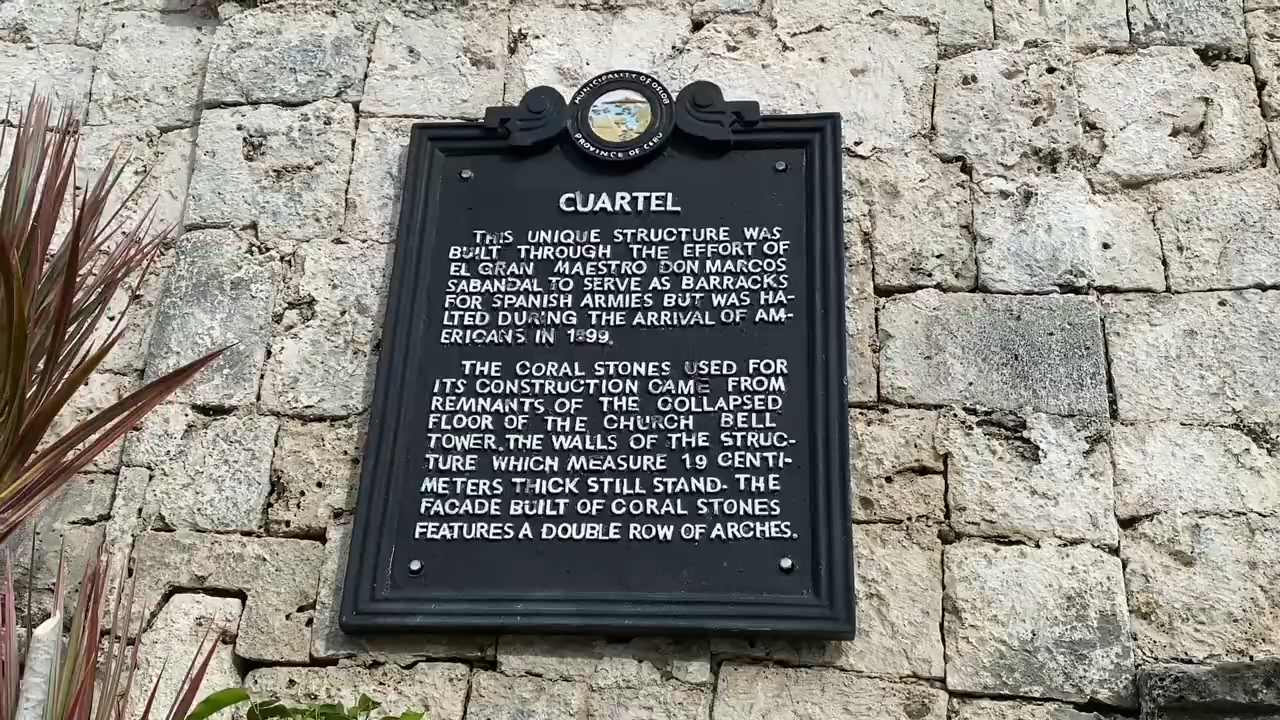 MUNICIPALITY OF OSLOB
PROVINCE OF CEBU
CUARTEL
THIS UNIQUE STRUCTURE WAS
BUILT THROUGH THE EFFORT OF
EL GRAN MAESTRO DON MARCOS
SABANDAL TO SERVE AS BARRACKS
FOR SPANISH ARMIES BUT WAS HA-
LTED DURING THE ARRIVAL OF AM-
ERICANS IN 1899.
THE CORAL STONES USED FOR
ITS CONSTRUCTION CAME FROM
REMNANTS OF THE COLLAPSED
FLOOR OF THE CHURCH BELL
TOWER. THE WALLS OF THE STRUC-
TURE WHICH MEASURE 19 CENTI-
METERS THICK STILL STAND. THE
FACADE BUILT OF CORAL STONES
FEATURES A DOUBLE ROW OF ARCHES.